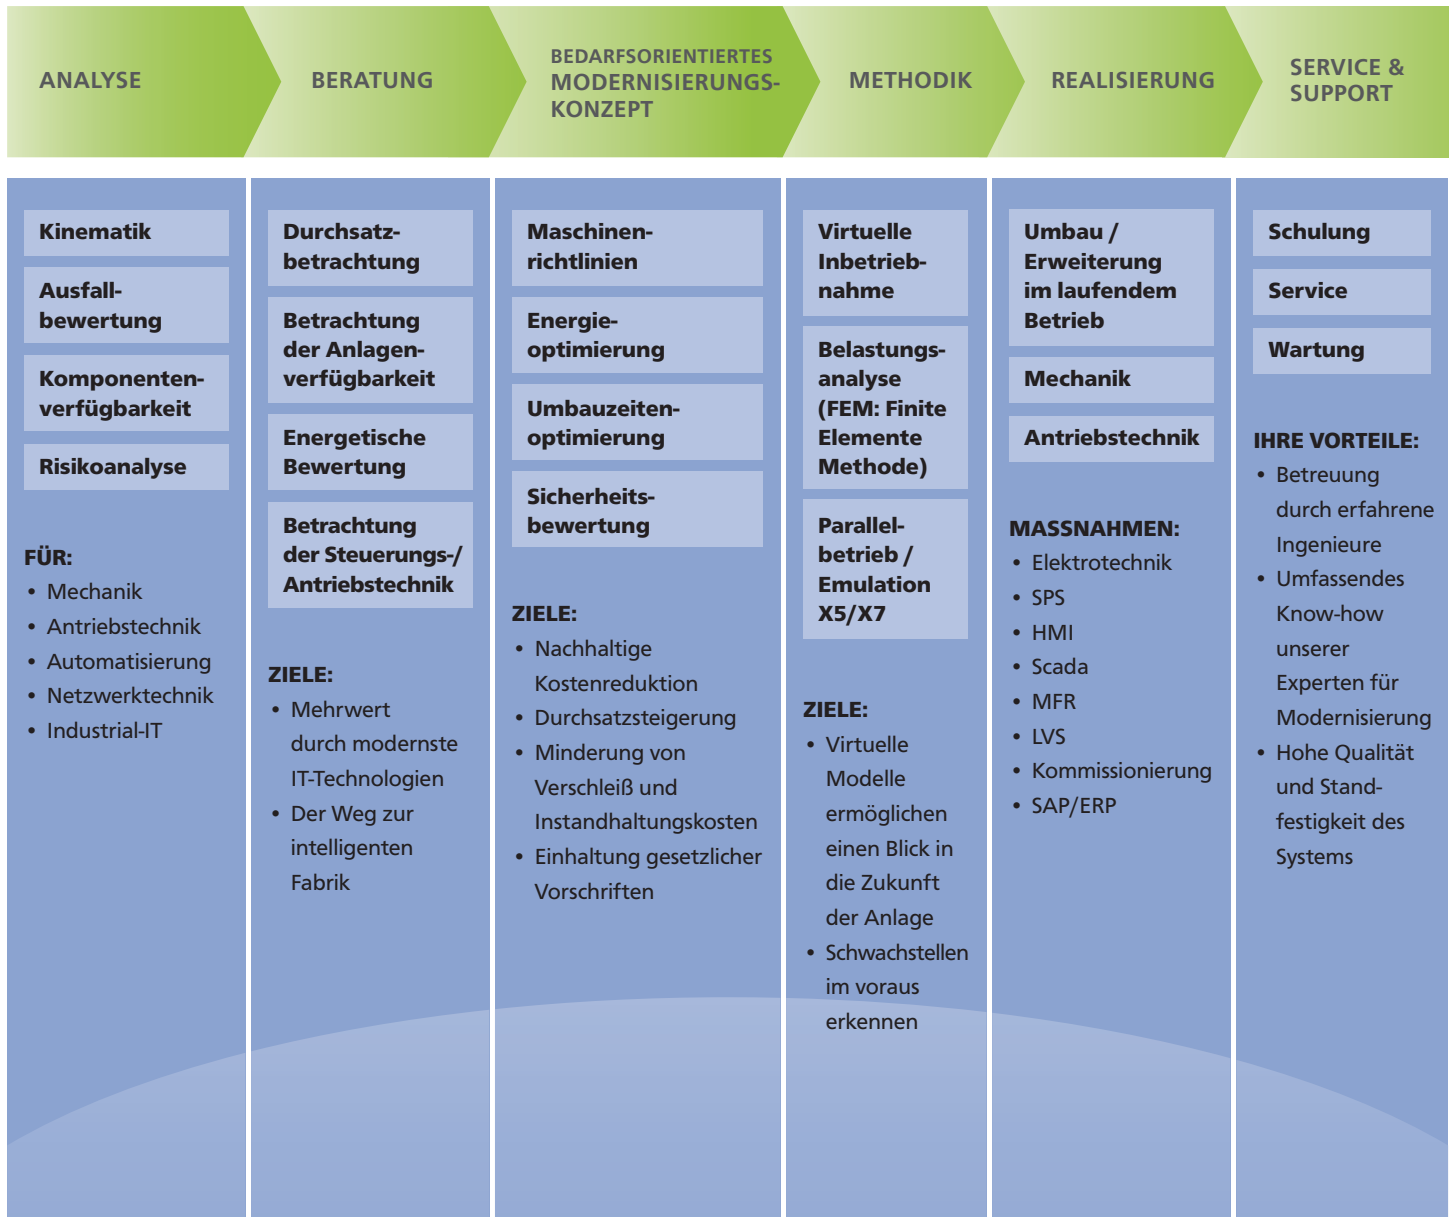 ANALYSE
BERATUNG
BEDARFSORIENTIERTES
MODERNISIERUNGS-
KONZEPT
METHODIK
REALISIERUNG
SERVICE &
SUPPORT
Kinematik
Ausfall-
bewertung
Komponenten-
verfügbarkeit
Risikoanalyse
FÜR:
• Mechanik
• Antriebstechnik
• Automatisierung
• Netzwerktechnik
• Industrial-IT
Durchsatz-
betrachtung
Betrachtung
der Anlagen-
verfügbarkeit
Energetische
Bewertung
Betrachtung
der Steuerungs-/
Antriebstechnik
ZIELE:
• Mehrwert
durch modernste
IT-Technologien
• Der Weg zur
intelligenten
Fabrik
Maschinen-
richtlinien
Energie-
optimierung
Umbauzeiten-
optimierung
Sicherheits-
bewertung
ZIELE:
• Nachhaltige
Kostenreduktion
• Durchsatzsteigerung
• Minderung von
Verschleiß und
Instandhaltungskosten
• Einhaltung gesetzlicher
Vorschriften
Virtuelle
Inbetrieb-
nahme
Belastungs-
analyse
(FEM: Finite
Elemente
Methode)
Parallel-
betrieb /
Emulation
X5/X7
ZIELE:
• Virtuelle
Modelle
ermöglichen
einen Blick in
die Zukunft
der Anlage
• Schwachstellen
im voraus
erkennen
Umbau /
Erweiterung
im laufendem
Betrieb
Mechanik
Antriebstechnik
MASSNAHMEN:
• Elektrotechnik
• SPS
• HMI
• Scada
• MFR
• LVS
• Kommissionierung
• SAP/ERP
Schulung
Service
Wartung
IHRE VORTEILE:
• Betreuung
durch erfahrene
Ingenieure
• Umfassendes
Know-how
unserer
Experten für
Modernisierung
• Hohe Qualität
und Stand-
festigkeit des
Systems